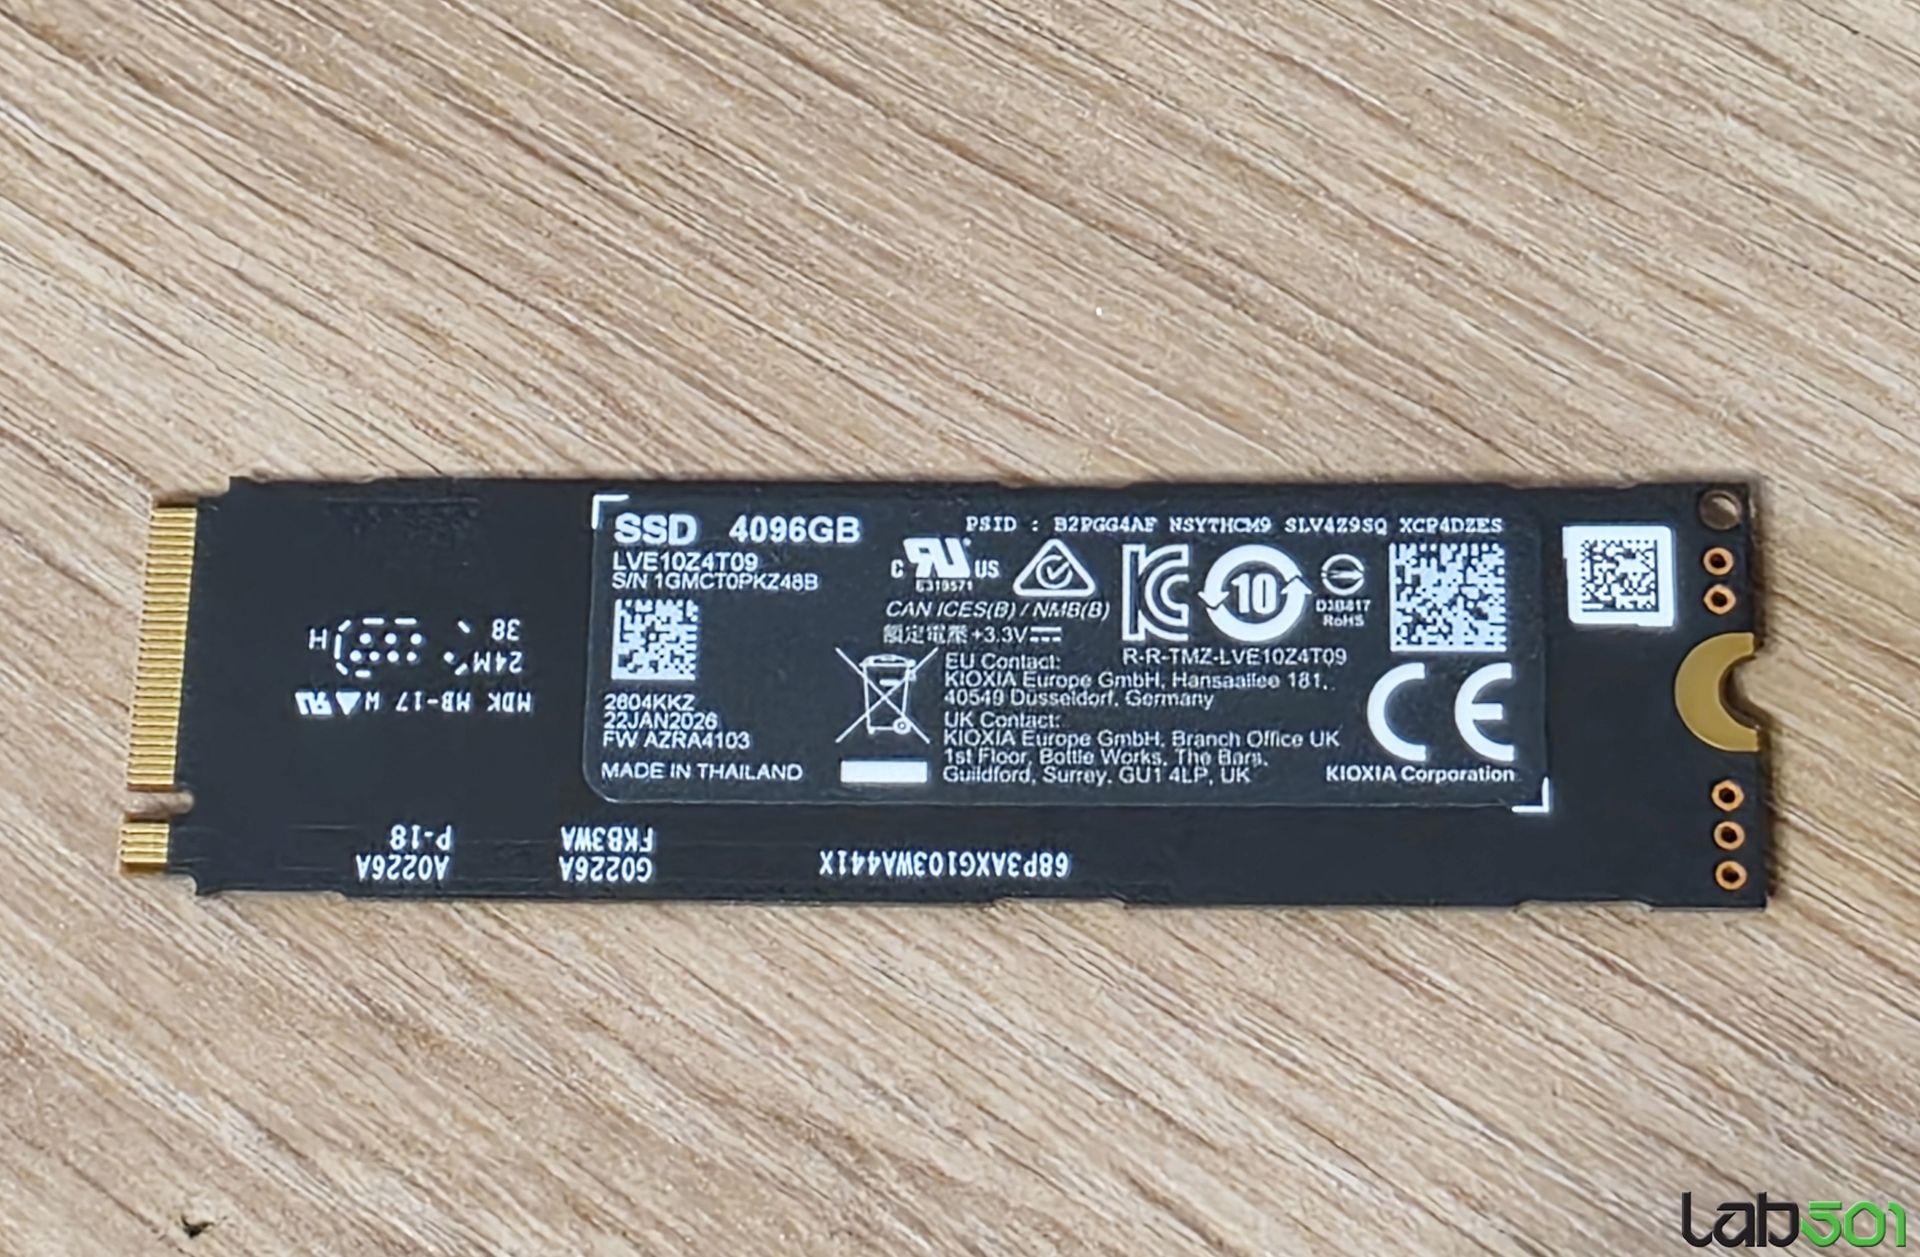 SSD 4096GB
LVE10Z4T09
S/N 1GMCT0PKZ48B
2604KKZ
22JAN2026
FW AZRA4103
MADE IN THAILAND
PSID : B2PGG4AF NSYTHCM9 SLV4Z9SQ XCP4DZES
C RU US
E319571
CAN ICES(B) / NMB(B)
額定電壓 +3.3V
10
D3B817
RoHS
R-R-TMZ-LVE10Z4T09
EU Contact:
KIOXIA Europe GmbH, Hansaallee 181,
40549 Düsseldorf, Germany
UK Contact:
KIOXIA Europe GmbH, Branch Office UK
1st Floor, Bottle Works, The Bars,
Guildford, Surrey, GU1 4LP, UK
CE
KIOXIA Corporation
38
24M
H
MDK MB-17 W
P-18
A0226A
FKB3WA
G0226A
68P3AXG103WA441X
Lab501